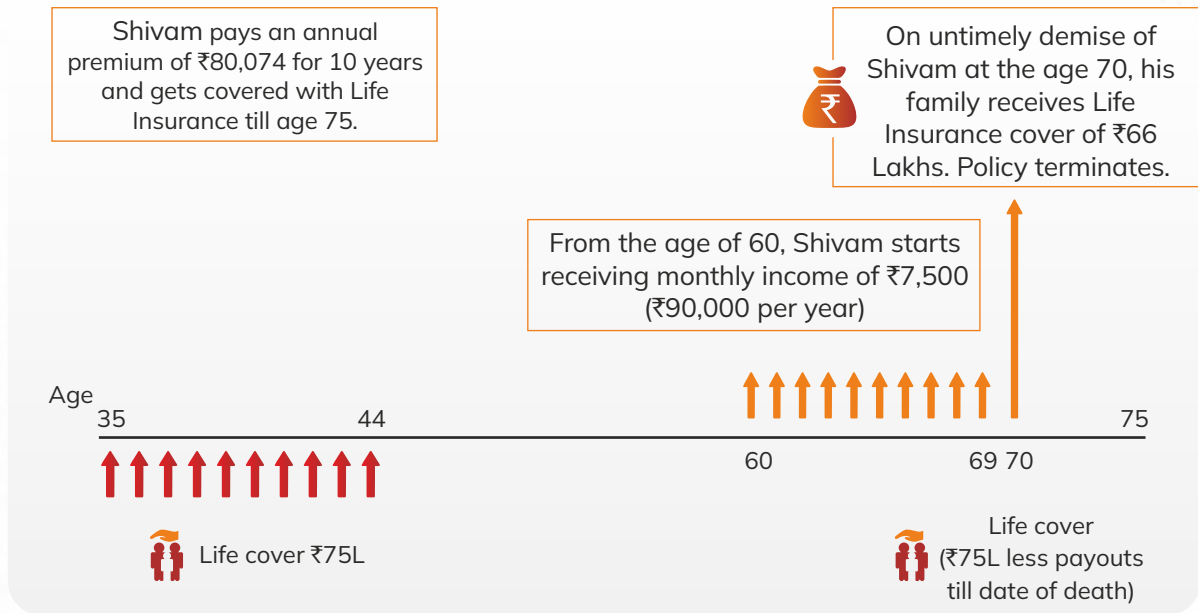 Shivam pays an annual
premium of ₹80,074 for 10 years
and gets covered with Life
Insurance till age 75.
On untimely demise of
Shivam at the age 70, his
family receives Life
Insurance cover of ₹66
Lakhs. Policy terminates.
₹
From the age of 60, Shivam starts
receiving monthly income of ₹7,500
(₹90,000 per year)
Age
35
44
75
60
69 70
Life cover ₹75L
Life cover
(₹75L less payouts
till date of death)